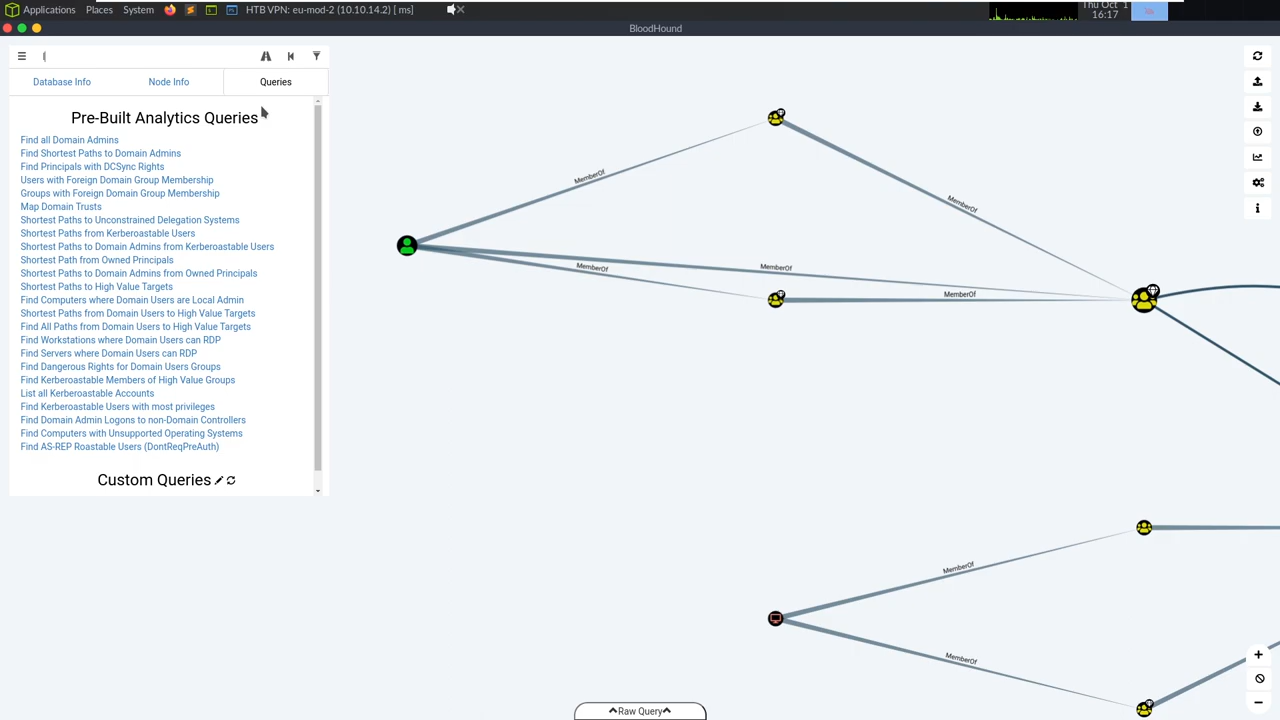 Applications Places System HTB VPN: eu-mod-2 (10.10.14.2) [ ms]
Thu Oct 1
16:17
BloodHound
Database Info Node Info Queries
Pre-Built Analytics Queries
Find all Domain Admins
Find Shortest Paths to Domain Admins
Find Principals with DCSync Rights
Users with Foreign Domain Group Membership
Groups with Foreign Domain Group Membership
Map Domain Trusts
Shortest Paths to Unconstrained Delegation Systems
Shortest Paths from Kerberoastable Users
Shortest Paths to Domain Admins from Kerberoastable Users
Shortest Path from Owned Principals
Shortest Paths to Domain Admins from Owned Principals
Shortest Paths to High Value Targets
Find Computers where Domain Users are Local Admin
Shortest Paths from Domain Users to High Value Targets
Find All Paths from Domain Users to High Value Targets
Find Workstations where Domain Users can RDP
Find Servers where Domain Users can RDP
Find Dangerous Rights for Domain Users Groups
Find Kerberoastable Members of High Value Groups
List all Kerberoastable Accounts
Find Kerberoastable Users with most privileges
Find Domain Admin Logons to non-Domain Controllers
Find Computers with Unsupported Operating Systems
Find AS-REP Roastable Users (DontReqPreAuth)
Custom Queries
MemberOf
MemberOf
MemberOf
MemberOf
MemberOf
MemberOf
MemberOf
Raw Query